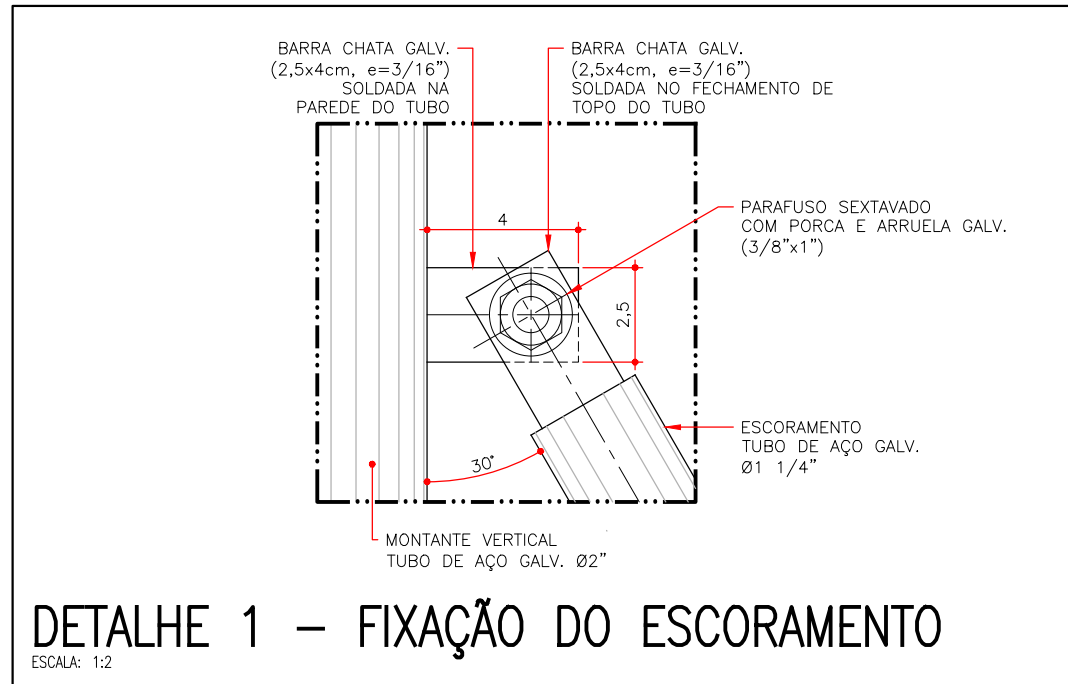 BARRA CHATA GALV.
(2,5x4cm, e=3/16")
SOLDADA NA
PAREDE DO TUBO
BARRA CHATA GALV.
(2,5x4cm, e=3/16")
SOLDADA NO FECHAMENTO DE
TOPO DO TUBO
PARAFUSO SEXTAVADO
COM PORCA E ARRUELA GALV.
(3/8"x1")
4
2,5
ESCORAMENTO
TUBO DE AÇO GALV.
Ø1 1/4"
30°
MONTANTE VERTICAL
TUBO DE AÇO GALV. Ø2"
DETALHE 1 – FIXAÇÃO DO ESCORAMENTO
ESCALA: 1:2